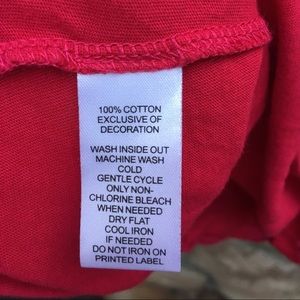 100% COTTON
EXCLUSIVE OF
DECORATION
WASH INSIDE OUT
MACHINE WASH
COLD
GENTLE CYCLE
ONLY NON-
CHLORINE BLEACH
WHEN NEEDED
DRY FLAT
COOL IRON
IF NEEDED
DO NOT IRON ON
PRINTED LABEL